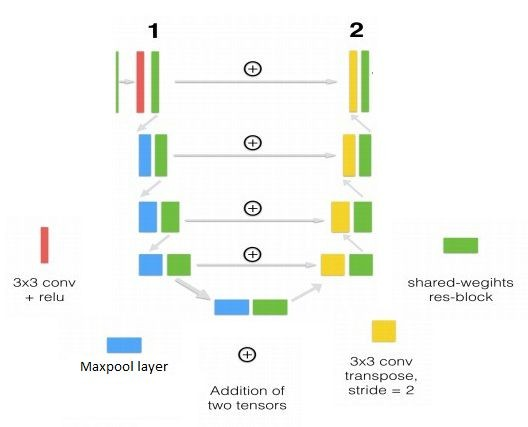 1
2
3x3 conv
+ relu
shared-wegihts
res-block
Maxpool layer
3x3 conv
transpose,
stride = 2
Addition of
two tensors